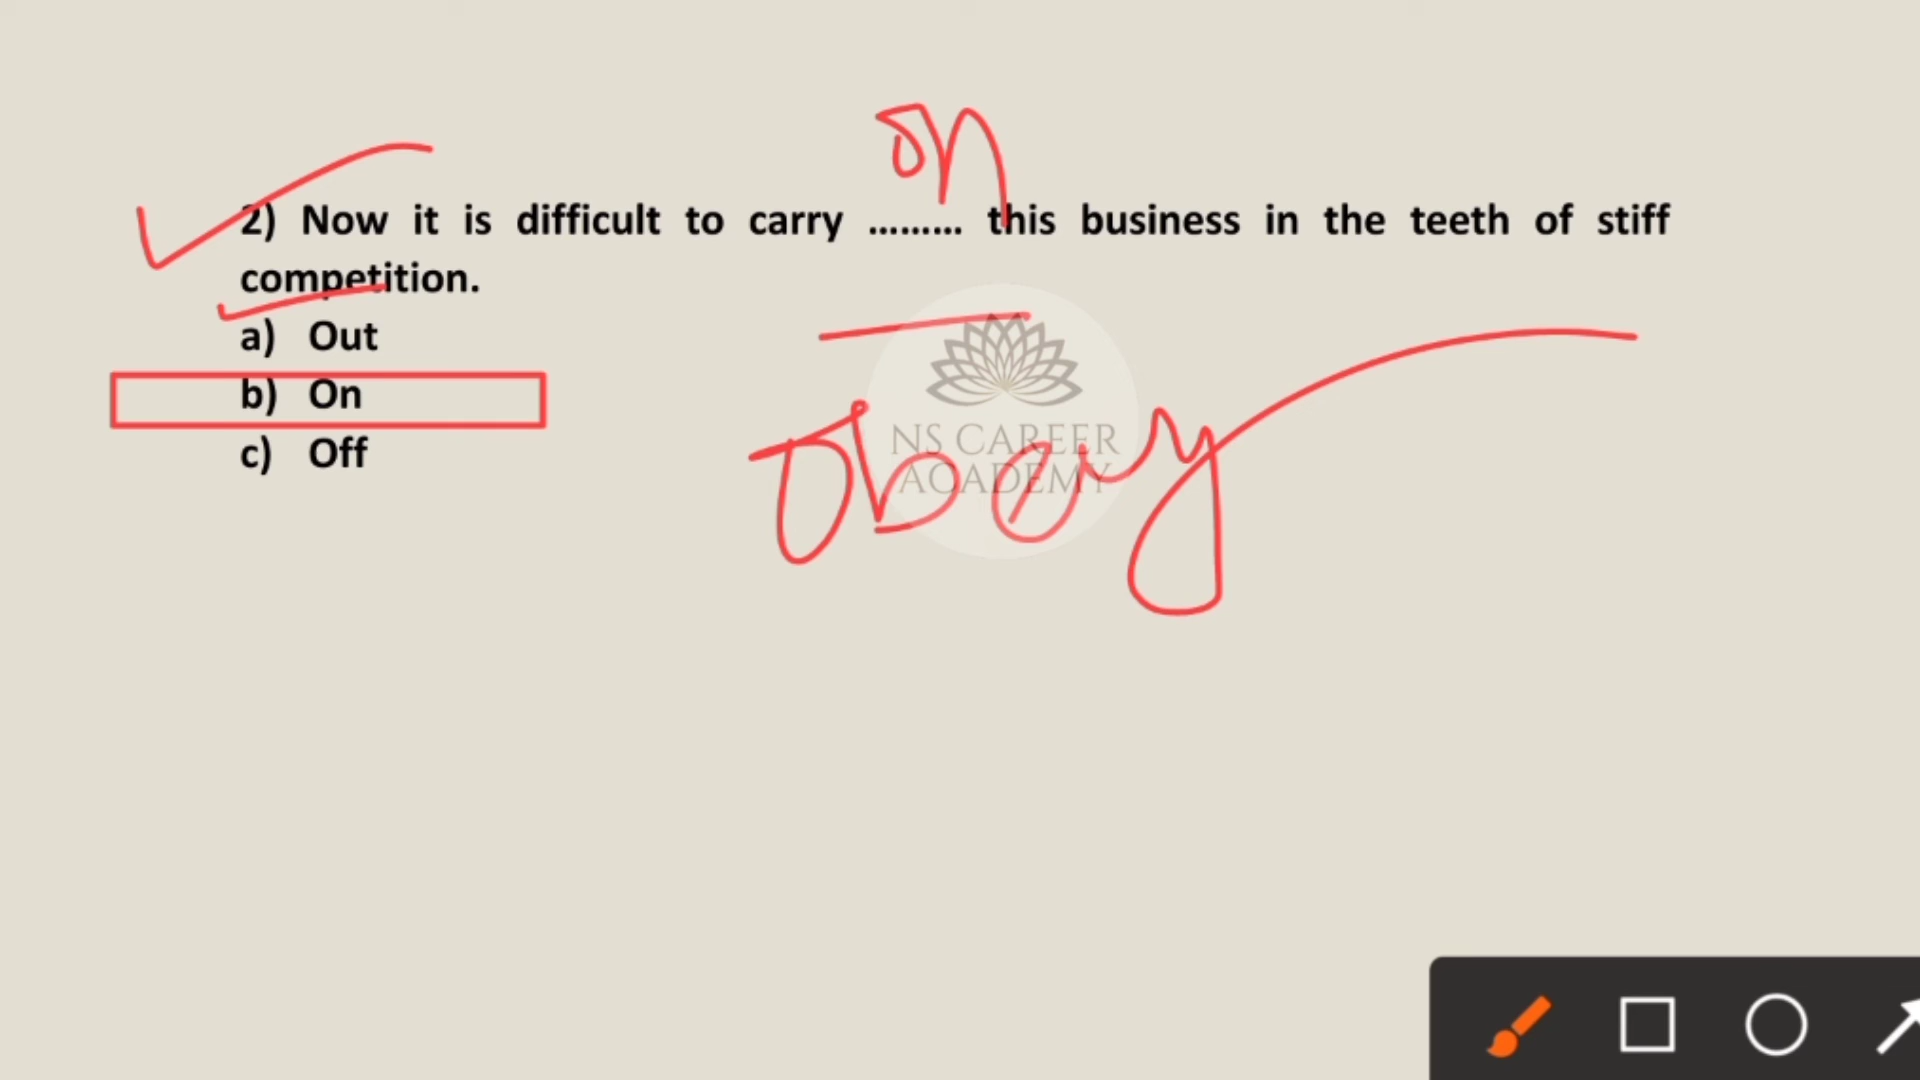 on
2) Now it is difficult to carry ……… this business in the teeth of stiff
competition.
a) Out
b) On
c) Off
obey
NS CAREER
ACADEMY